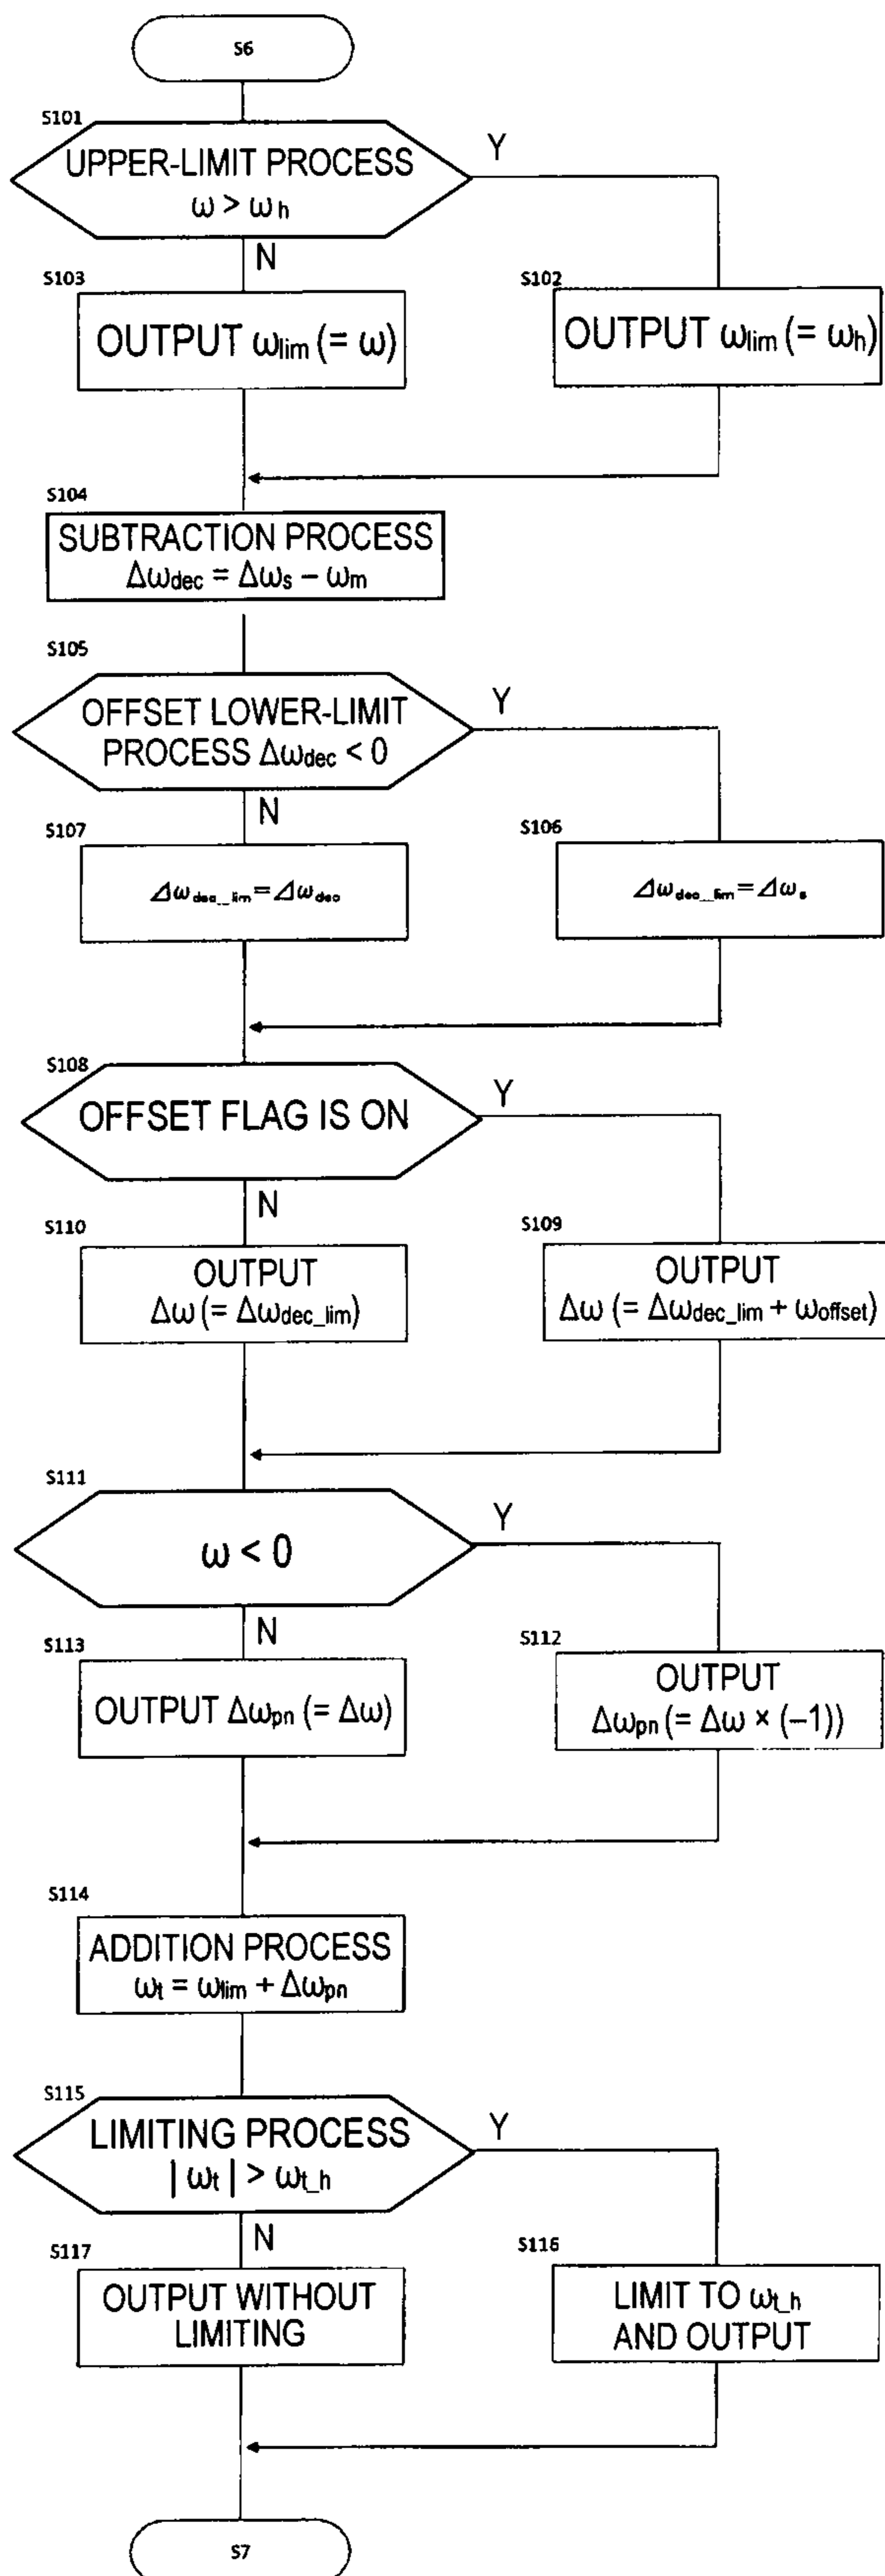 S6
S101
UPPER-LIMIT PROCESS
ω > ωh
Y
N
S103
OUTPUT ωlim (= ω)
S102
OUTPUT ωlim (= ωh)
S104
SUBTRACTION PROCESS
Δωdec = Δωs − ωm
S105
OFFSET LOWER-LIMIT
PROCESS Δωdec < 0
Y
N
S107
Δωdec_lim = Δωdec
S106
Δωdec_lim = Δωs
S108
OFFSET FLAG IS ON
Y
N
S110
OUTPUT
Δω (= Δωdec_lim)
S109
OUTPUT
Δω (= Δωdec_lim + ωoffset)
S111
ω < 0
Y
N
S113
OUTPUT Δωpn (= Δω)
S112
OUTPUT
Δωpn (= Δω × (−1))
S114
ADDITION PROCESS
ωt = ωlim + Δωpn
S115
LIMITING PROCESS
| ωt | > ωt_h
Y
N
S117
OUTPUT WITHOUT
LIMITING
S116
LIMIT TO ωt_h
AND OUTPUT
S7